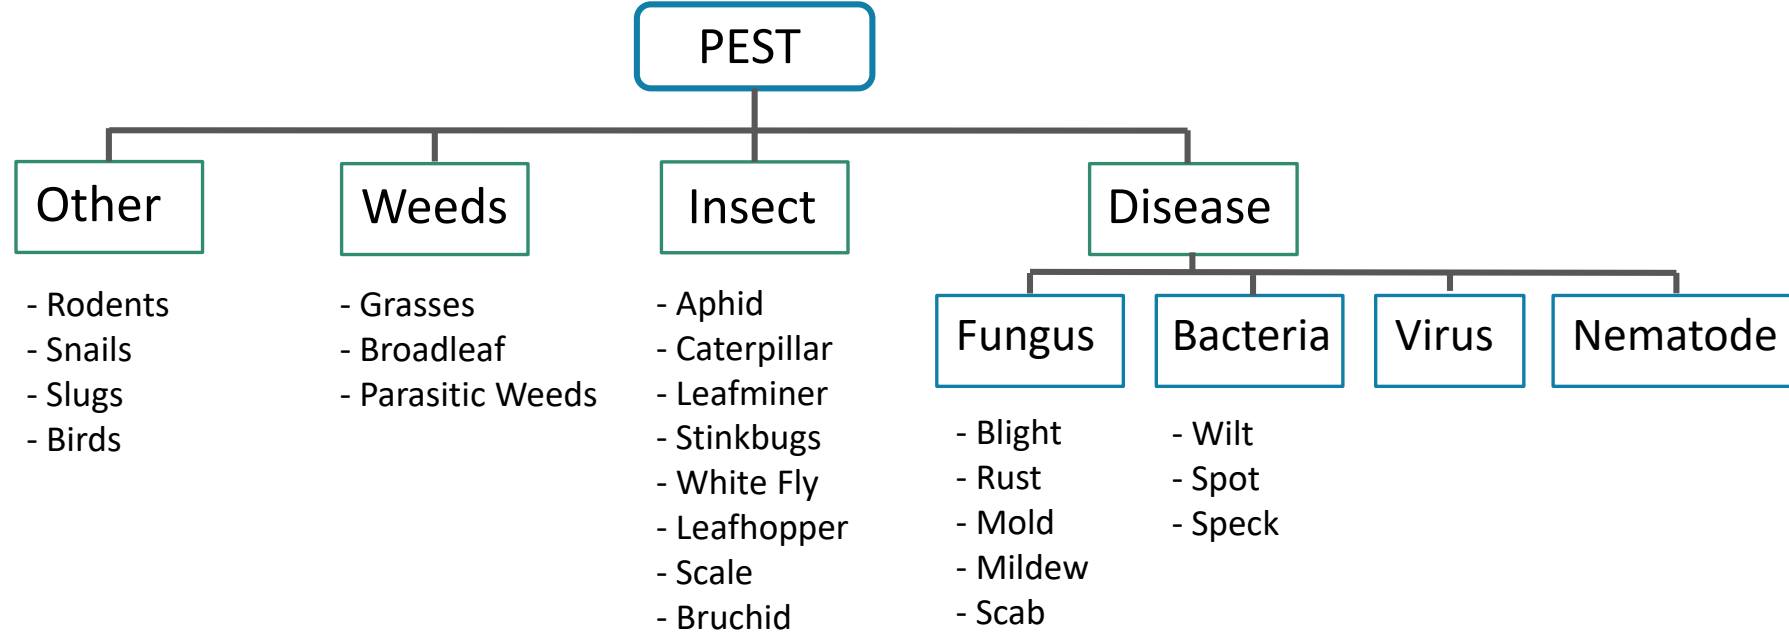 PEST
Other
Weeds
Insect
Disease
- Rodents
- Snails
- Slugs
- Birds
- Grasses
- Broadleaf
- Parasitic Weeds
- Aphid
- Caterpillar
- Leafminer
- Stinkbugs
- White Fly
- Leafhopper
- Scale
- Bruchid
Fungus
Bacteria
Virus
Nematode
- Blight
- Rust
- Mold
- Mildew
- Scab
- Wilt
- Spot
- Speck